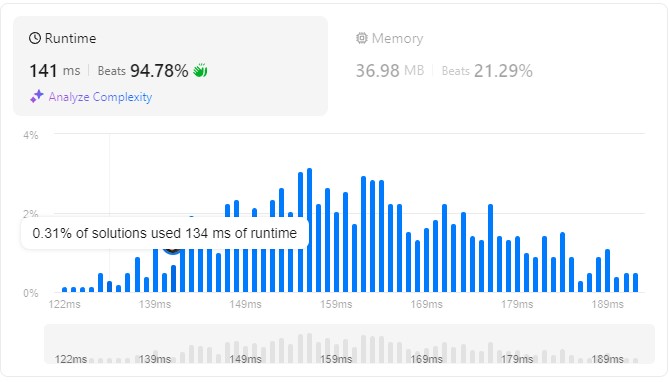 Runtime
Memory
141 ms | Beats 94.78%
36.98 MB | Beats 21.29%
Analyze Complexity
4%
2%
0.31% of solutions used 134 ms of runtime
0%
122ms 139ms 149ms 159ms 169ms 179ms 189ms
122ms 139ms 149ms 159ms 169ms 179ms 189ms